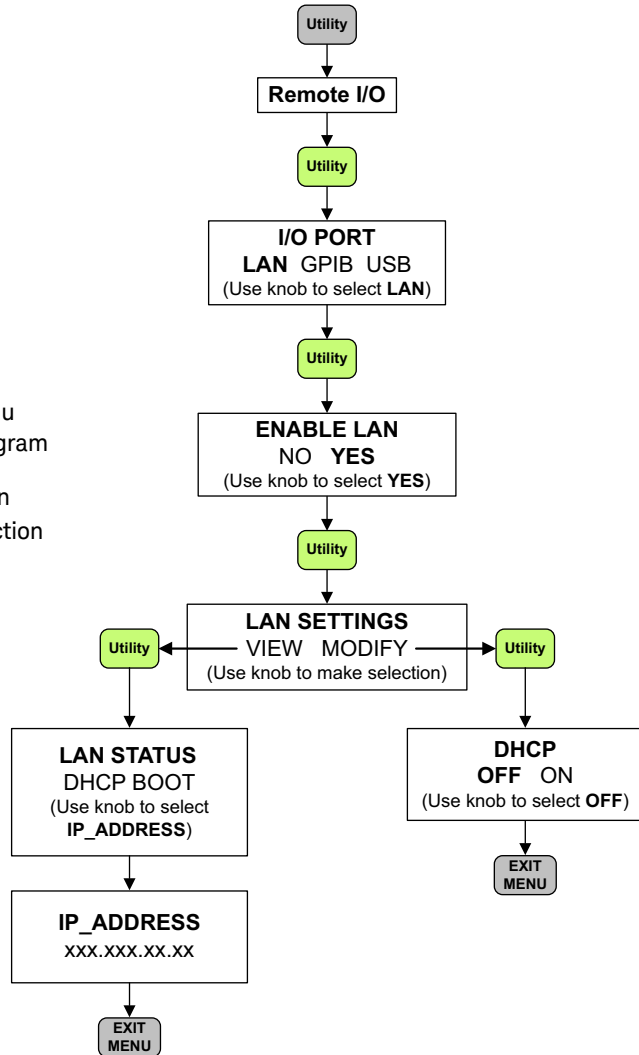 Utility
Remote I/O
Utility
I/O PORT
LAN GPIB USB
(Use knob to select LAN)
Utility
u
gram
ENABLE LAN
NO YES
(Use knob to select YES)
n
ction
Utility
LAN SETTINGS
Utility
VIEW MODIFY
Utility
(Use knob to make selection)
LAN STATUS
DHCP BOOT
(Use knob to select
IP_ADDRESS)
DHCP
OFF ON
(Use knob to select OFF)
EXIT
MENU
IP_ADDRESS
xxx.xxx.xx.xx
EXIT
MENU